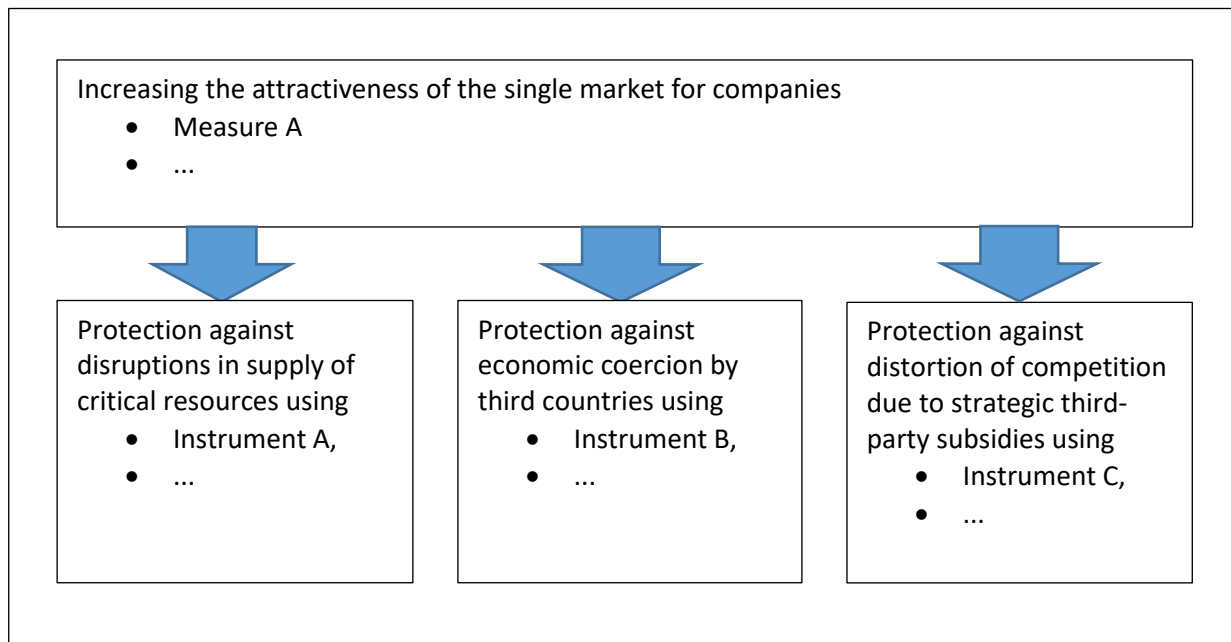 Increasing the attractiveness of the single market for companies
• Measure A
• ...
Protection against
disruptions in supply of
critical resources using
• Instrument A,
• ...
Protection against
economic coercion by
third countries using
• Instrument B,
• ...
Protection against
distortion of competition
due to strategic third-
party subsidies using
• Instrument C,
• ...